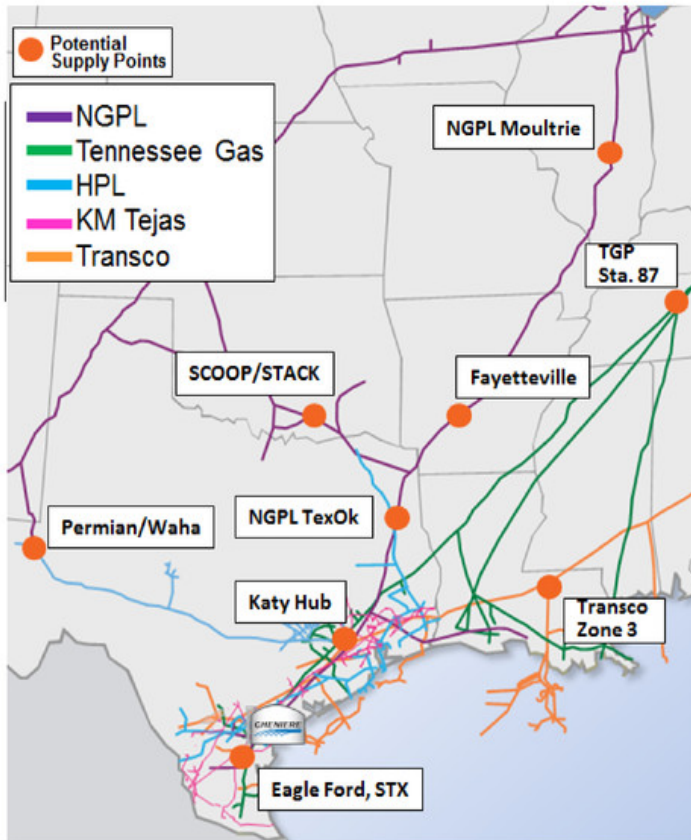 Potential
Supply Points
NGPL
Tennessee Gas
HPL
KM Tejas
Transco
NGPL Moultrie
TGP
Sta. 87
SCOOP/STACK
Fayetteville
Permian/Waha
NGPL TexOk
Katy Hub
Transco
Zone 3
CHENIERE
Eagle Ford, STX